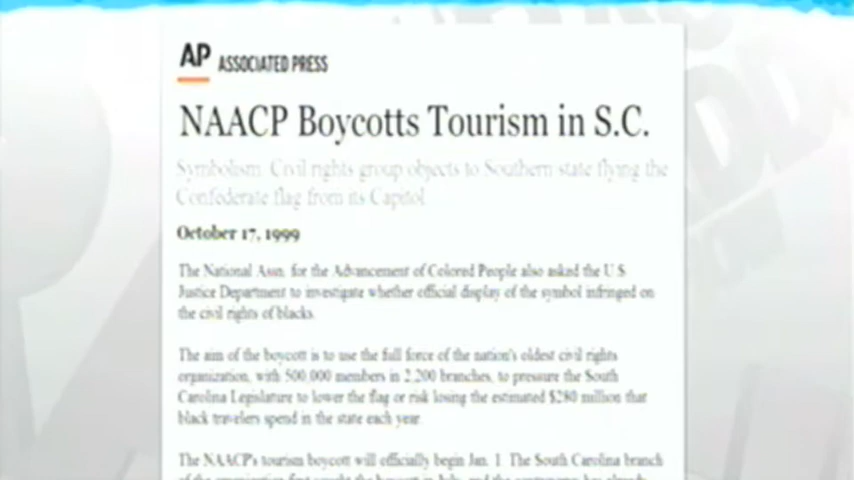 AP ASSOCIATED PRESS
NAACP Boycotts Tourism in S.C.
Symbolism: Civil rights group objects to Southern state flying the
Confederate flag from its Capitol
October 17, 1999
The National Assn. for the Advancement of Colored People also asked the U.S.
Justice Department to investigate whether official display of the symbol infringed on
the civil rights of blacks.
The aim of the boycott is to use the full force of the nation's oldest civil rights
organization, with 500,000 members in 2,200 branches, to pressure the South
Carolina Legislature to lower the flag or risk losing the estimated $280 million that
black travelers spend in the state each year.
The NAACP's tourism boycott will officially begin Jan. 1. The South Carolina branch